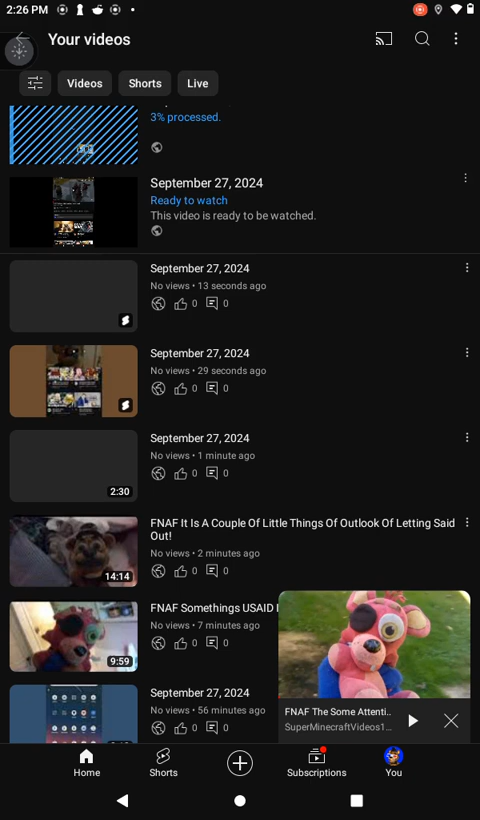 2:26 PM
Your videos
Videos
Shorts
Live
3% processed.
September 27, 2024
Ready to watch
This video is ready to be watched.
September 27, 2024
No views • 13 seconds ago
0
0
September 27, 2024
No views • 29 seconds ago
0
0
September 27, 2024
No views • 1 minute ago
0
0
2:30
FNAF It Is A Couple Of Little Things Of Outlook Of Letting Said
Out!
No views • 2 minutes ago
0
0
14:14
FNAF Somethings USAID
No views • 7 minutes ago
0
0
9:59
September 27, 2024
No views • 56 minutes ago
0
0
FNAF The Some Attenti...
SuperMinecraftVideos1...
Home
Shorts
Subscriptions
You